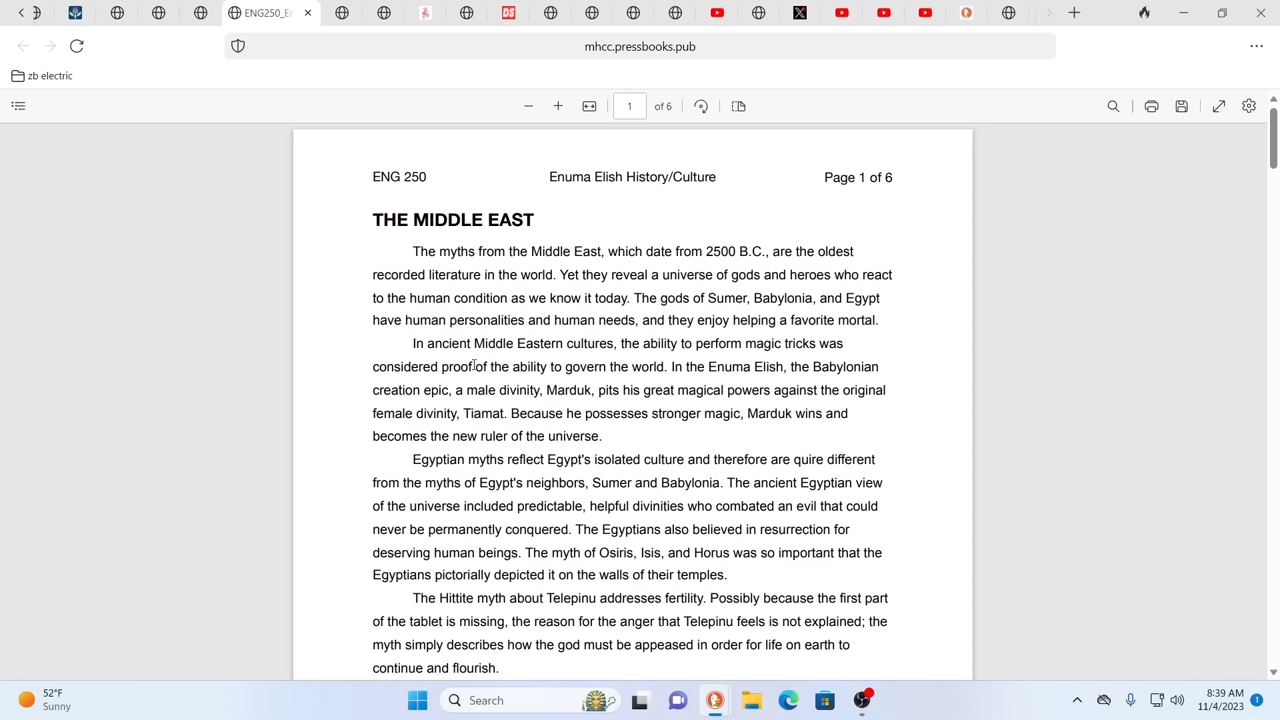 ENG250_En
mhcc.pressbooks.pub
zb electric
1 of 6
ENG 250 Enuma Elish History/Culture Page 1 of 6
THE MIDDLE EAST
The myths from the Middle East, which date from 2500 B.C., are the oldest
recorded literature in the world. Yet they reveal a universe of gods and heroes who react
to the human condition as we know it today. The gods of Sumer, Babylonia, and Egypt
have human personalities and human needs, and they enjoy helping a favorite mortal.
In ancient Middle Eastern cultures, the ability to perform magic tricks was
considered proof of the ability to govern the world. In the Enuma Elish, the Babylonian
creation epic, a male divinity, Marduk, pits his great magical powers against the original
female divinity, Tiamat. Because he possesses stronger magic, Marduk wins and
becomes the new ruler of the universe.
Egyptian myths reflect Egypt's isolated culture and therefore are quire different
from the myths of Egypt's neighbors, Sumer and Babylonia. The ancient Egyptian view
of the universe included predictable, helpful divinities who combated an evil that could
never be permanently conquered. The Egyptians also believed in resurrection for
deserving human beings. The myth of Osiris, Isis, and Horus was so important that the
Egyptians pictorially depicted it on the walls of their temples.
The Hittite myth about Telepinu addresses fertility. Possibly because the first part
of the tablet is missing, the reason for the anger that Telepinu feels is not explained; the
myth simply describes how the god must be appeased in order for life on earth to
continue and flourish.
52°F
Sunny
Search
8:39 AM
11/4/2023
1